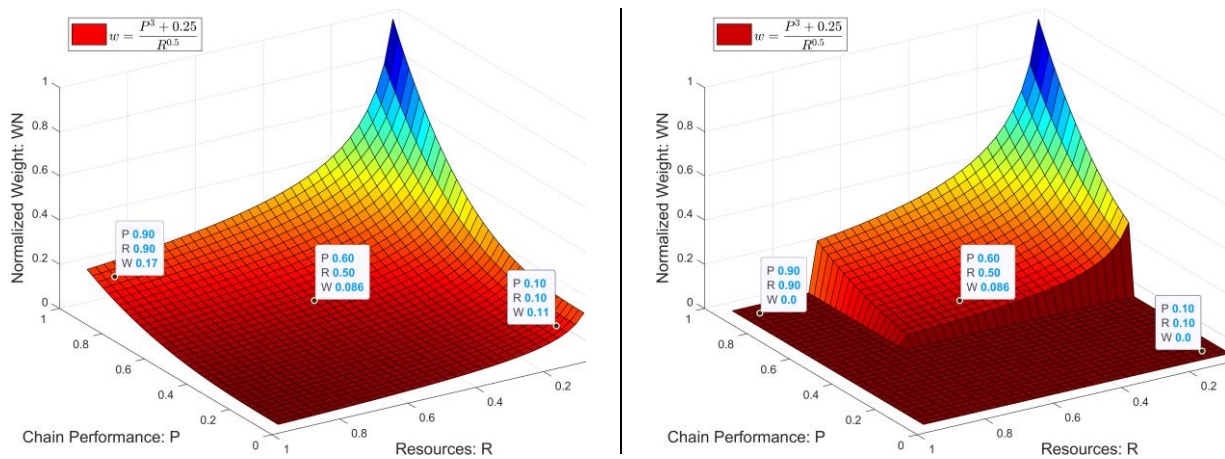 w = \frac{P^3 + 0.25}{R^{0.5}}
Normalized Weight: WN
1
0.8
0.6
0.4
0.2
0
P 0.90
R 0.90
W 0.17
P 0.60
R 0.50
W 0.086
P 0.10
R 0.10
W 0.11
1
0.8
0.6
0.4
0.2
0
Chain Performance: P
1
0.8
0.6
0.4
0.2
Resources: R
w = \frac{P^3 + 0.25}{R^{0.5}}
Normalized Weight: WN
1
0.8
0.6
0.4
0.2
0
P 0.90
R 0.90
W 0.0
P 0.60
R 0.50
W 0.086
P 0.10
R 0.10
W 0.0
1
0.8
0.6
0.4
0.2
0
Chain Performance: P
1
0.8
0.6
0.4
0.2
Resources: R